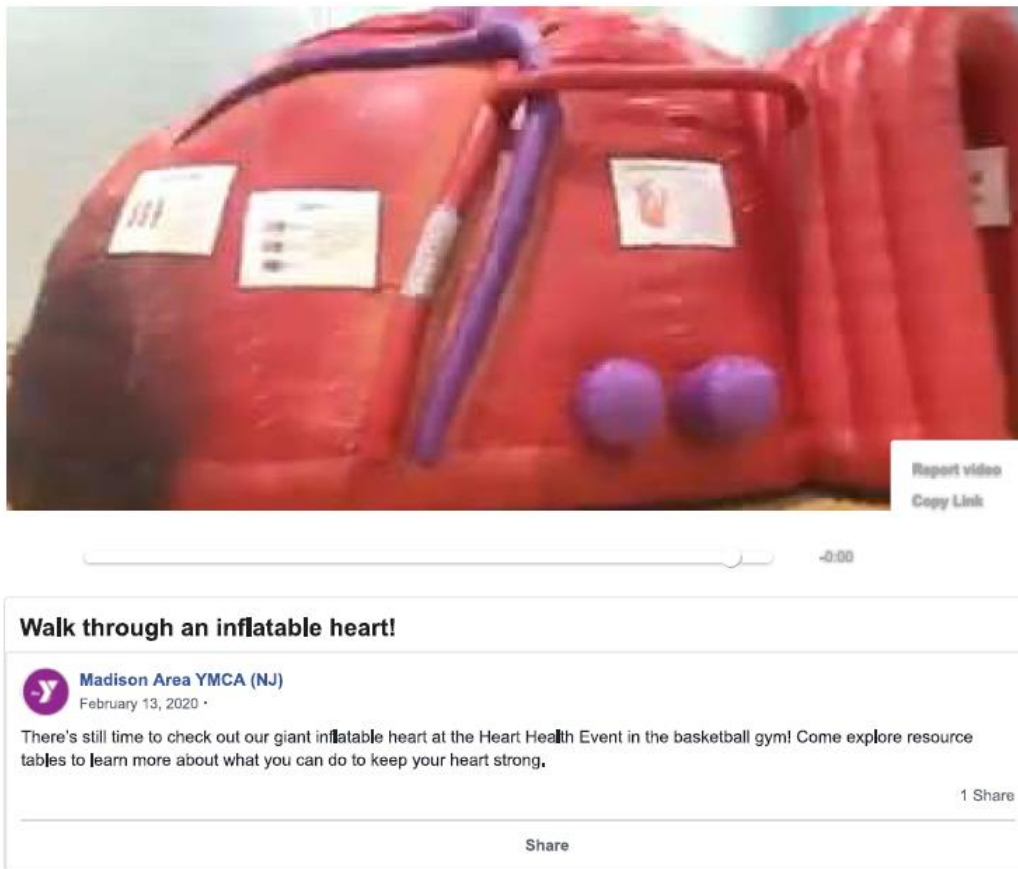 Report video
Copy Link
-0:00
Walk through an inflatable heart!
Y
Madison Area YMCA (NJ)
February 13, 2020 ·
There's still time to check out our giant inflatable heart at the Heart Health Event in the basketball gym! Come explore resource
tables to learn more about what you can do to keep your heart strong.
1 Share
Share